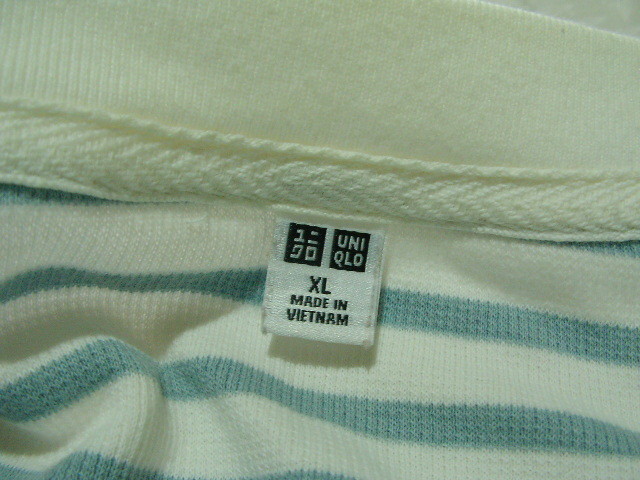 ユニ UNI
クロ QLO
XL
MADE IN
VIETNAM